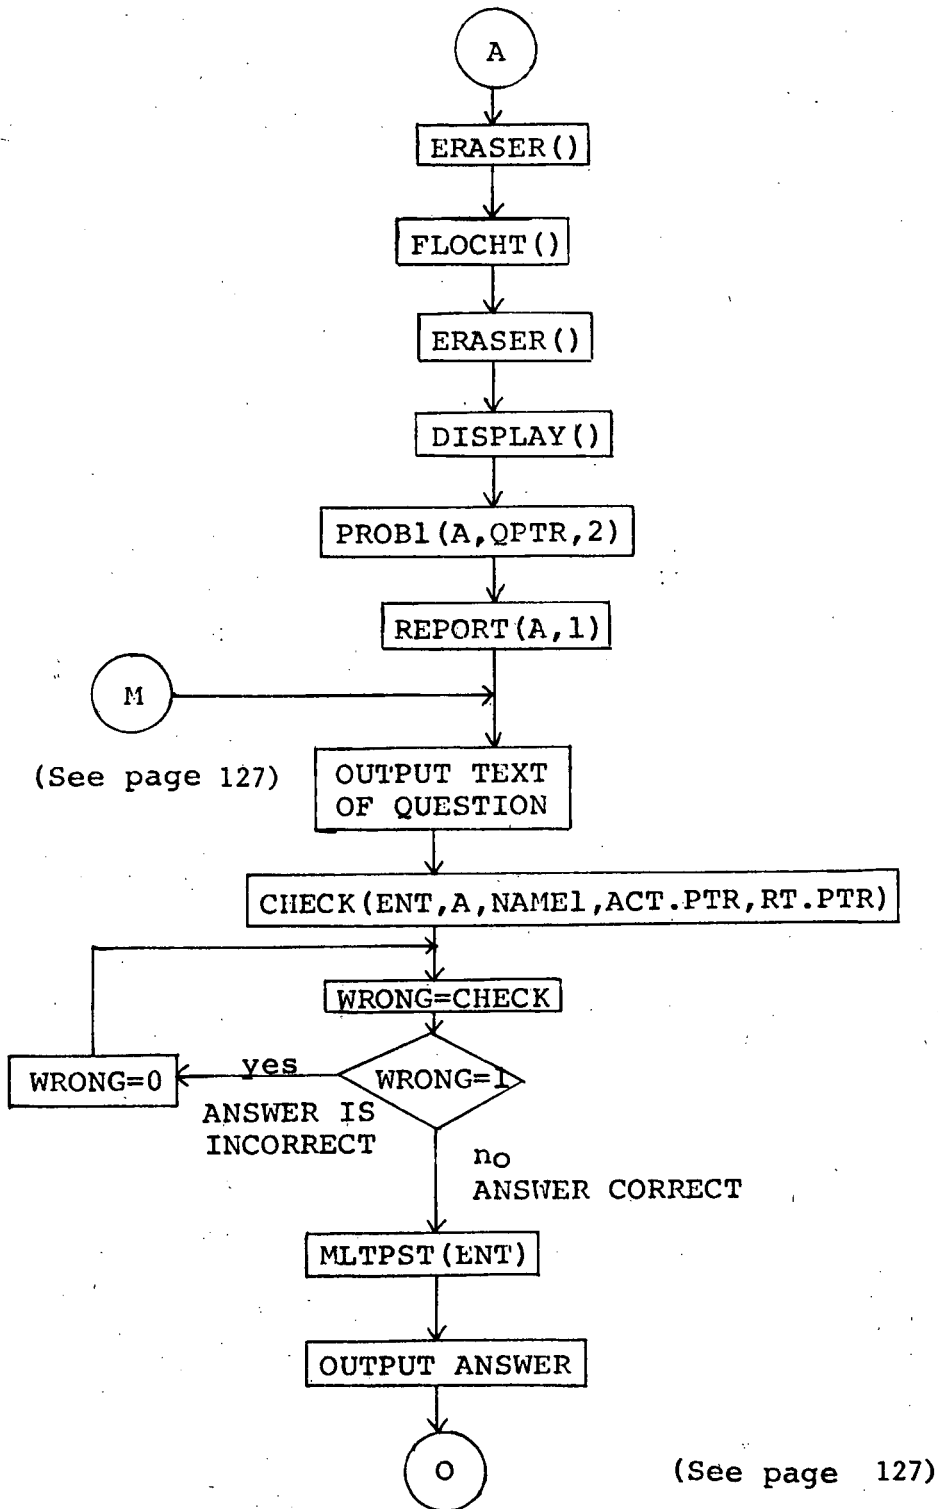 A
ERASER()
FLOCHT()
ERASER()
DISPLAY()
PROB1(A,QPTR,2)
REPORT(A,1)
M
(See page 127)
OUTPUT TEXT
OF QUESTION
CHECK(ENT,A,NAME1,ACT.PTR,RT.PTR)
WRONG=CHECK
WRONG=0
yes
WRONG=1
ANSWER IS
INCORRECT
no
ANSWER CORRECT
MLTPST(ENT)
OUTPUT ANSWER
O
(See page 127)